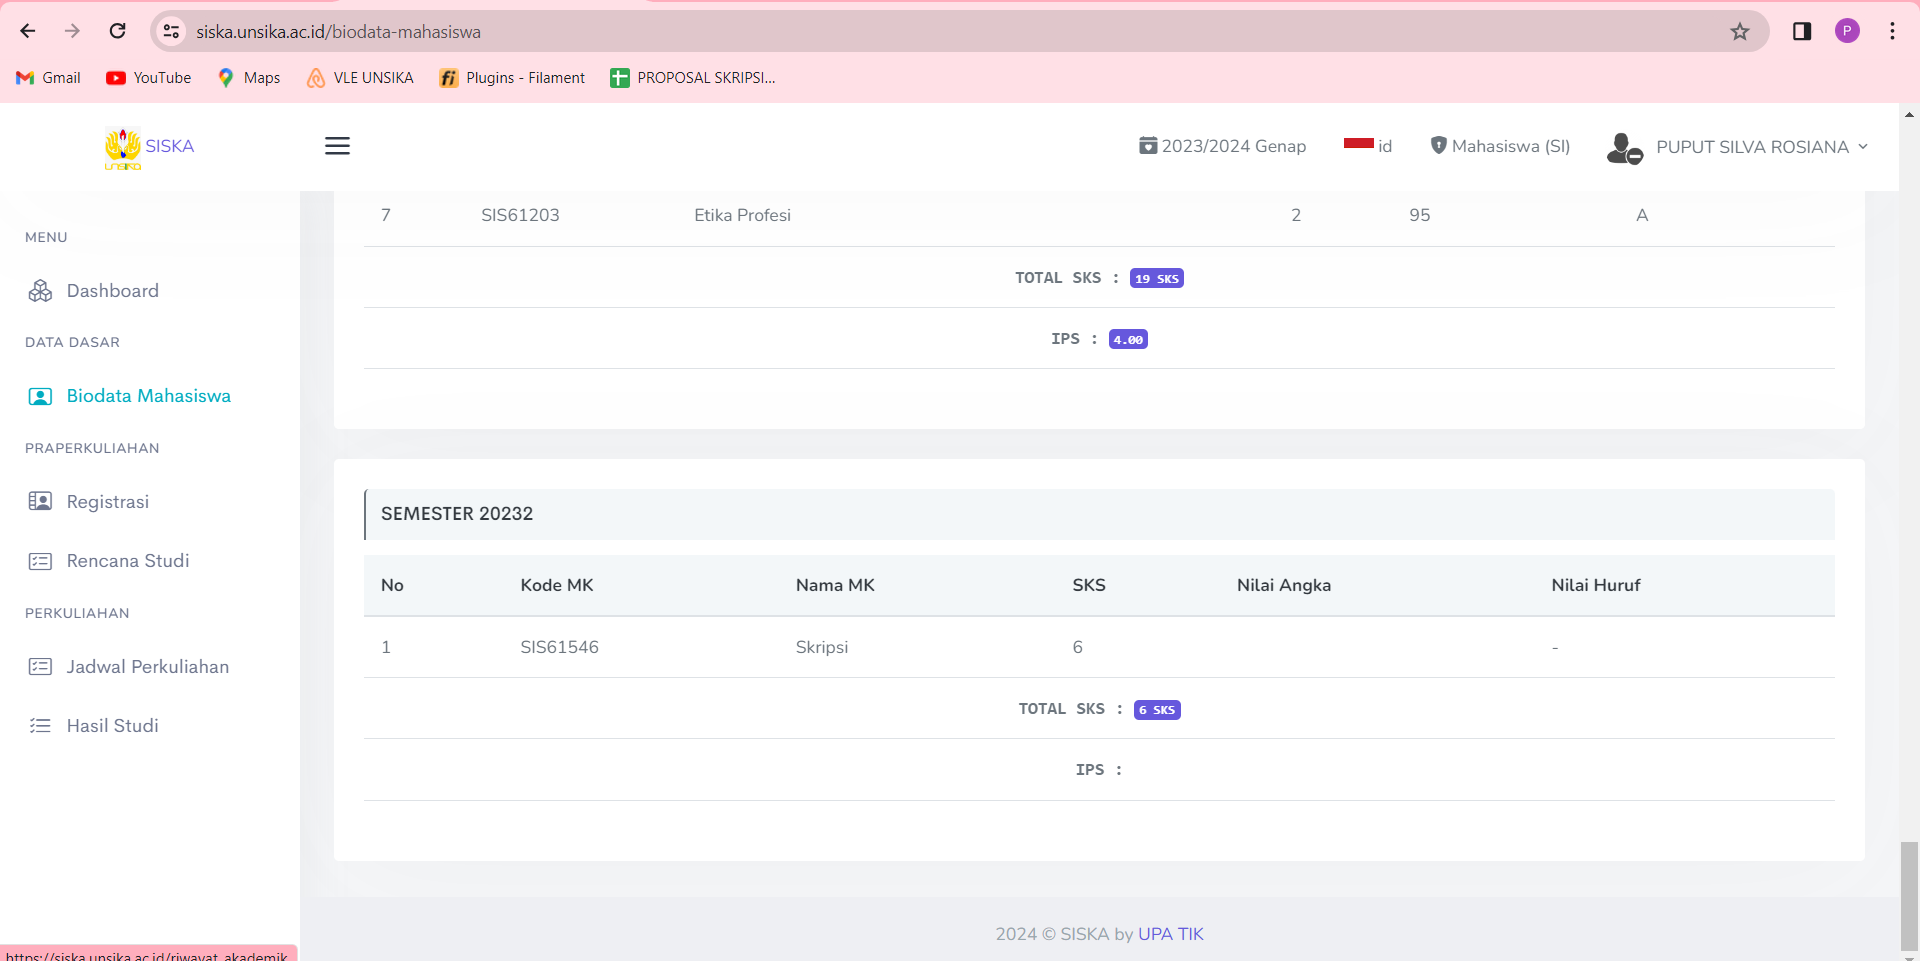 siska.unsika.ac.id/biodata-mahasiswa
P
Gmail
YouTube
Maps
VLE UNSIKA
Plugins - Filament
PROPOSAL SKRIPSI...
UNSIKA
SISKA
2023/2024 Genap
id
Mahasiswa (SI)
PUPUT SILVA ROSIANA
MENU
Dashboard
DATA DASAR
Biodata Mahasiswa
PRAPERKULIAHAN
Registrasi
Rencana Studi
PERKULIAHAN
Jadwal Perkuliahan
Hasil Studi
7 SIS61203 Etika Profesi 2 95 A
TOTAL SKS : 19 SKS
IPS : 4.00
SEMESTER 20232
No Kode MK Nama MK SKS Nilai Angka Nilai Huruf
1 SIS61546 Skripsi 6 -
TOTAL SKS : 6 SKS
IPS :
2024 © SISKA by UPA TIK
https://siska.unsika.ac.id/riwayat_akademik